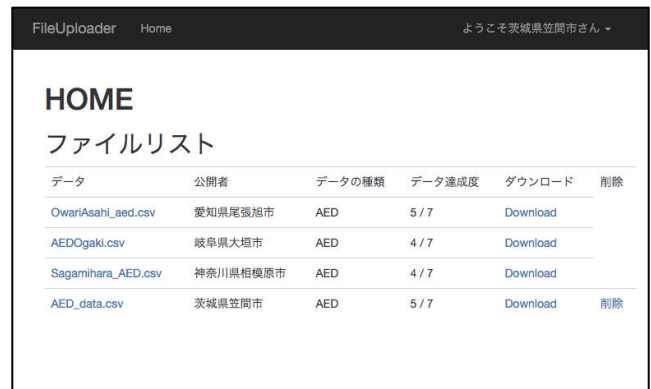 FileUploader Home ようこそ茨城県笠間市さん
HOME
ファイルリスト
データ 公開者 データの種類 データ達成度 ダウンロード 削除
OwariAsahi_aed.csv 愛知県尾張旭市 AED 5 / 7 Download
AEDOgaki.csv 岐阜県大垣市 AED 4 / 7 Download
Sagamihara_AED.csv 神奈川県相模原市 AED 4 / 7 Download
AED_data.csv 茨城県笠間市 AED 5 / 7 Download 削除